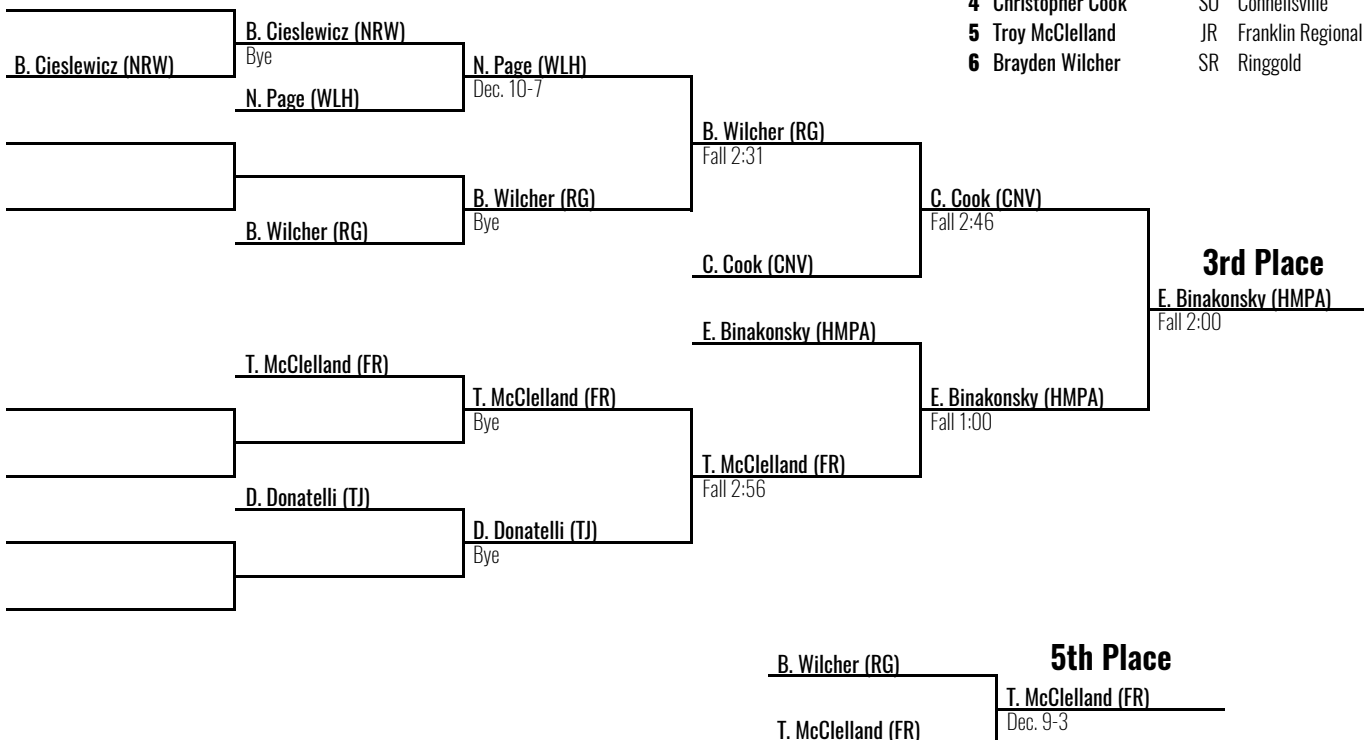 4 Christopher Cook SO Connellsville
5 Troy McClelland JR Franklin Regional
6 Brayden Wilcher SR Ringgold
B. Cieslewicz (NRW)
B. Cieslewicz (NRW)
Bye
N. Page (WLH)
N. Page (WLH)
Dec. 10-7
B. Wilcher (RG)
B. Wilcher (RG)
Bye
B. Wilcher (RG)
Fall 2:31
C. Cook (CNV)
C. Cook (CNV)
Fall 2:46
3rd Place
E. Binakonsky (HMPA)
Fall 2:00
E. Binakonsky (HMPA)
E. Binakonsky (HMPA)
Fall 1:00
T. McClelland (FR)
T. McClelland (FR)
Bye
T. McClelland (FR)
Fall 2:56
D. Donatelli (TJ)
D. Donatelli (TJ)
Bye
5th Place
B. Wilcher (RG)
T. McClelland (FR)
Dec. 9-3
T. McClelland (FR)